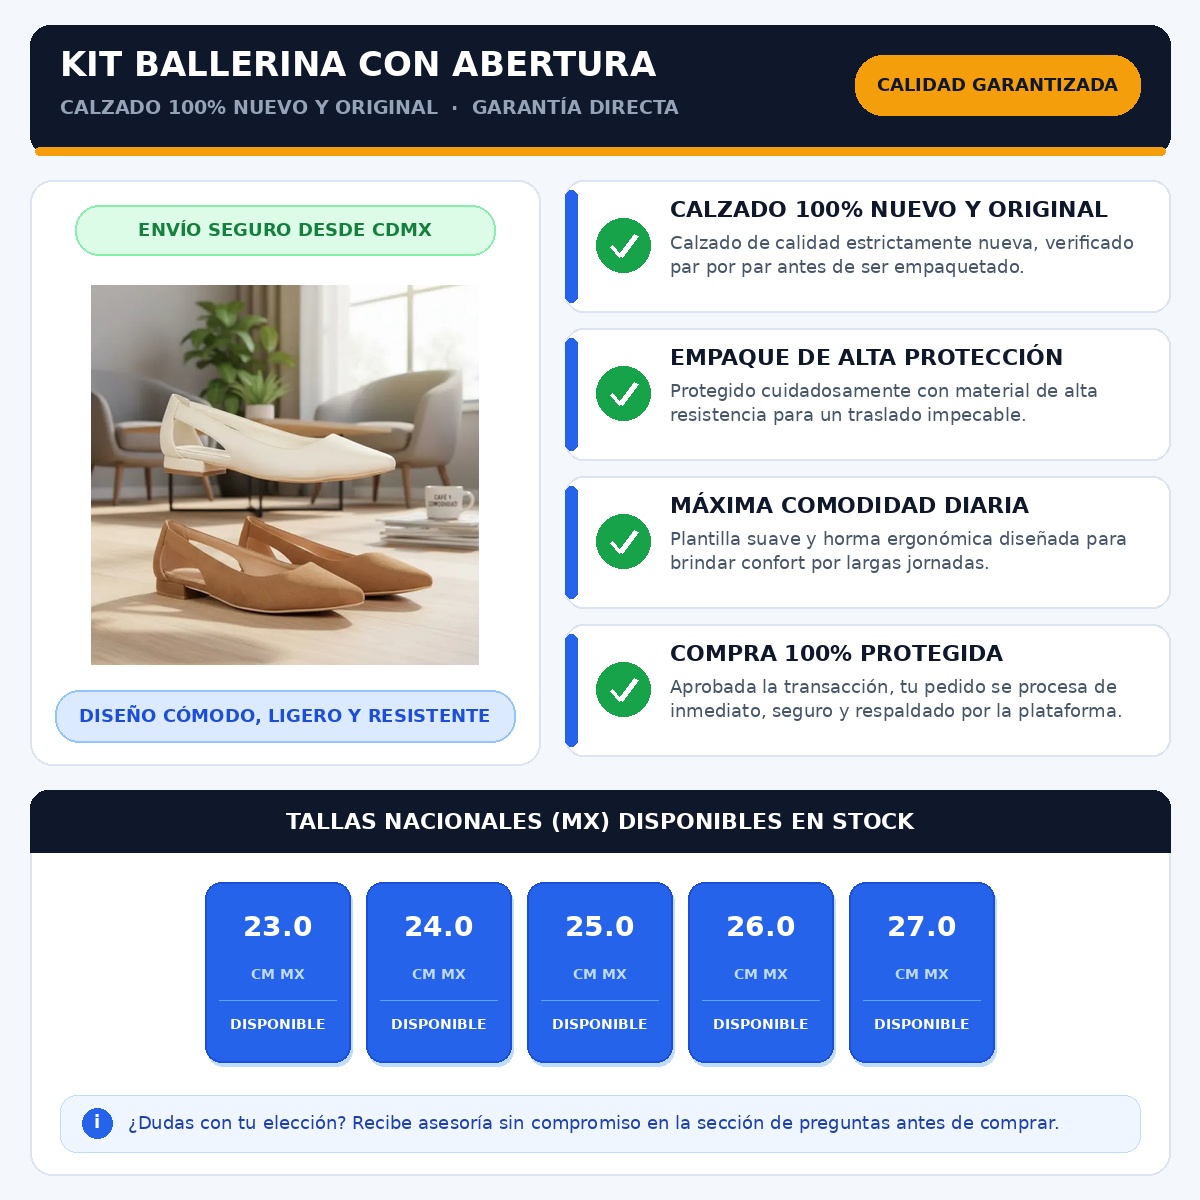 KIT BALLERINA CON ABERTURA
CALZADO 100% NUEVO Y ORIGINAL · GARANTÍA DIRECTA
CALIDAD GARANTIZADA
ENVÍO SEGURO DESDE CDMX
CAFÉ Y
COMODIDAD
DISEÑO CÓMODO, LIGERO Y RESISTENTE
CALZADO 100% NUEVO Y ORIGINAL
Calzado de calidad estrictamente nueva, verificado
par por par antes de ser empaquetado.
EMPAQUE DE ALTA PROTECCIÓN
Protegido cuidadosamente con material de alta
resistencia para un traslado impecable.
MÁXIMA COMODIDAD DIARIA
Plantilla suave y horma ergonómica diseñada para
brindar confort por largas jornadas.
COMPRA 100% PROTEGIDA
Aprobada la transacción, tu pedido se procesa de
inmediato, seguro y respaldado por la plataforma.
TALLAS NACIONALES (MX) DISPONIBLES EN STOCK
23.0
CM MX
DISPONIBLE
24.0
CM MX
DISPONIBLE
25.0
CM MX
DISPONIBLE
26.0
CM MX
DISPONIBLE
27.0
CM MX
DISPONIBLE
i
¿Dudas con tu elección? Recibe asesoría sin compromiso en la sección de preguntas antes de comprar.